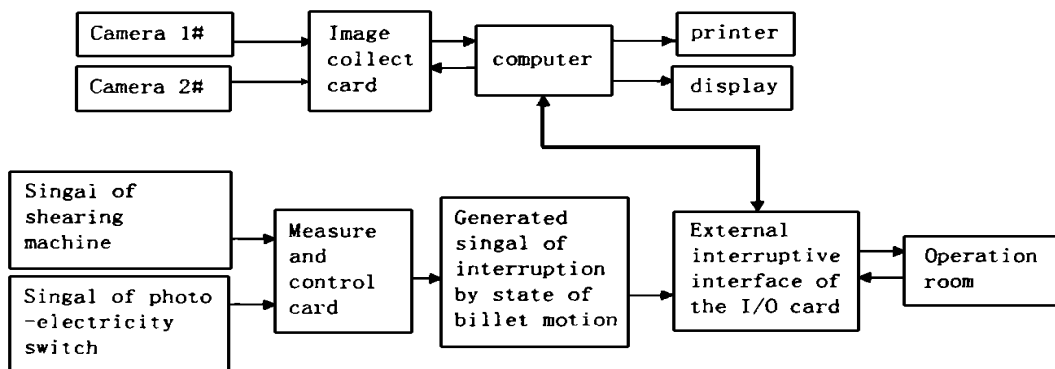 Camera 1#
Camera 2#
Image
collect
card
computer
printer
display
Singal of
shearing
machine
Singal of photo
-electricity
switch
Measure
and
control
card
Generated
singal of
interruption
by state of
billet motion
External
interruptive
interface of
the I/O card
Operation
room